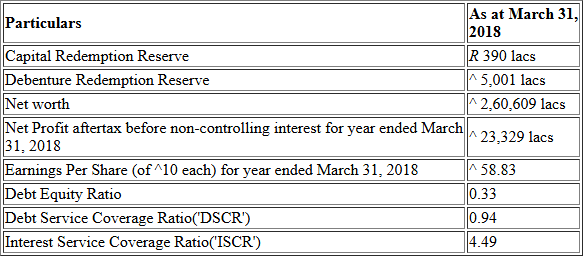 Particulars As at March 31,
2018
Capital Redemption Reserve R 390 lacs
Debenture Redemption Reserve ^ 5,001 lacs
Net worth ^ 2,60,609 lacs
Net Profit aftertax before non-controlling interest for year ended March
31, 2018 ^ 23,329 lacs
Earnings Per Share (of ^10 each) for year ended March 31, 2018 ^ 58.83
Debt Equity Ratio 0.33
Debt Service Coverage Ratio('DSCR') 0.94
Interest Service Coverage Ratio('ISCR') 4.49